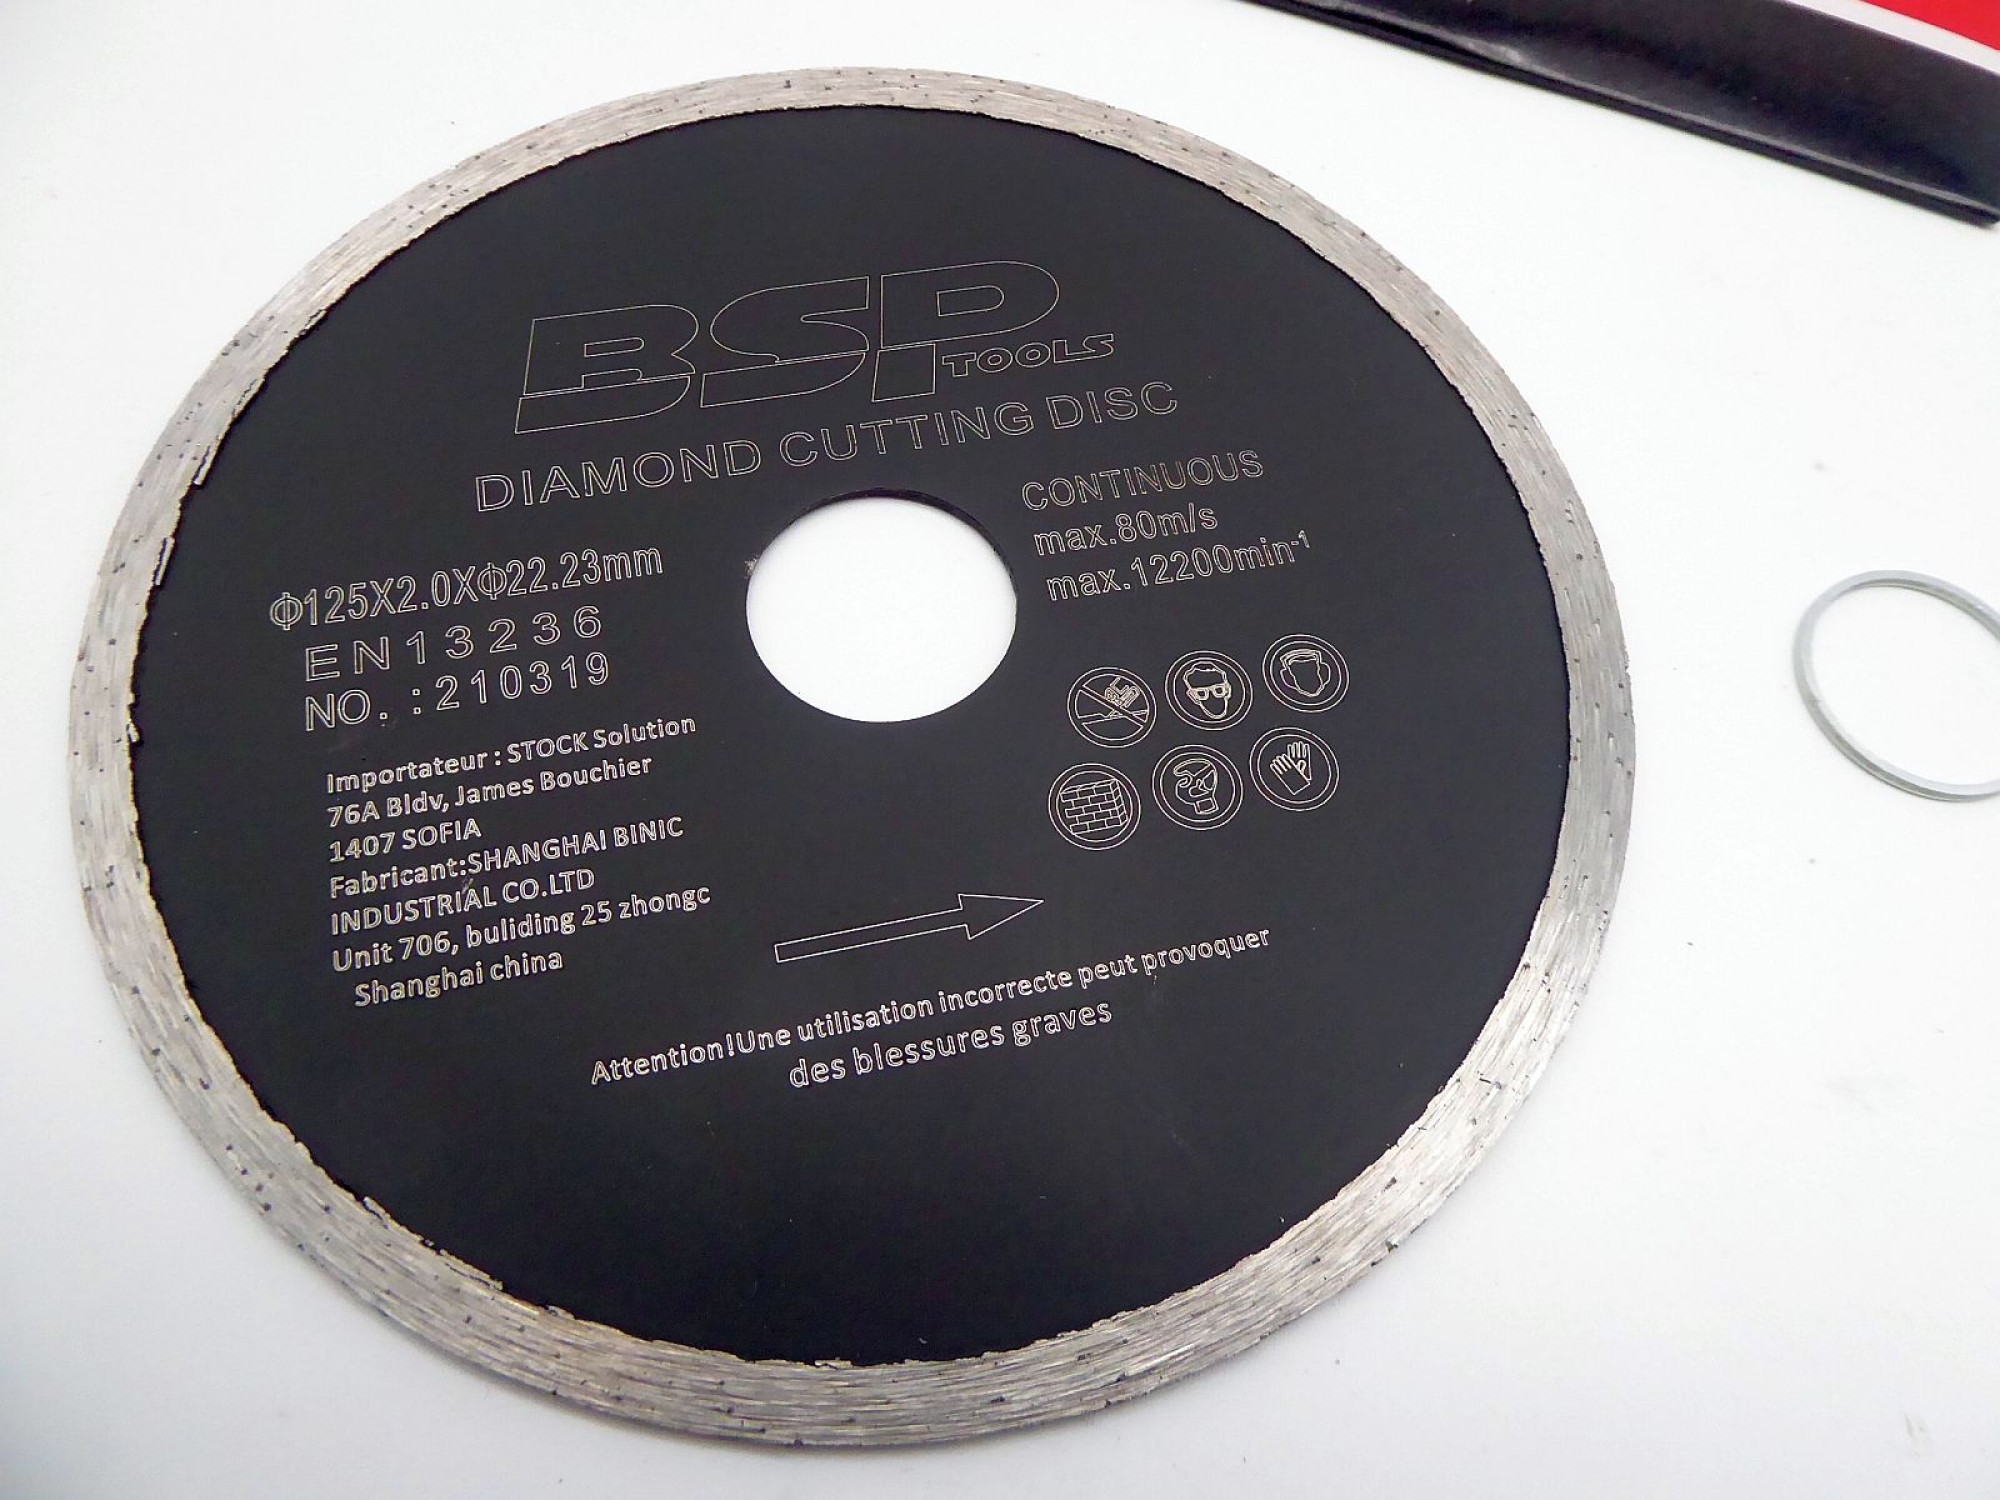 BSP TOOLS
DIAMOND CUTTING DISC
Φ125X2.0XΦ22.23mm
EN13236
NO.:210319
CONTINUOUS
max.80m/s
max.12200min⁻¹
Importateur : STOCK Solution
76A Bldv, James Bouchier
1407 SOFIA
Fabricant:SHANGHAI BINIC
INDUSTRIAL CO.LTD
Unit 706, buliding 25 zhongc
Shanghai china
Attention!Une utilisation incorrecte peut provoquer
des blessures graves